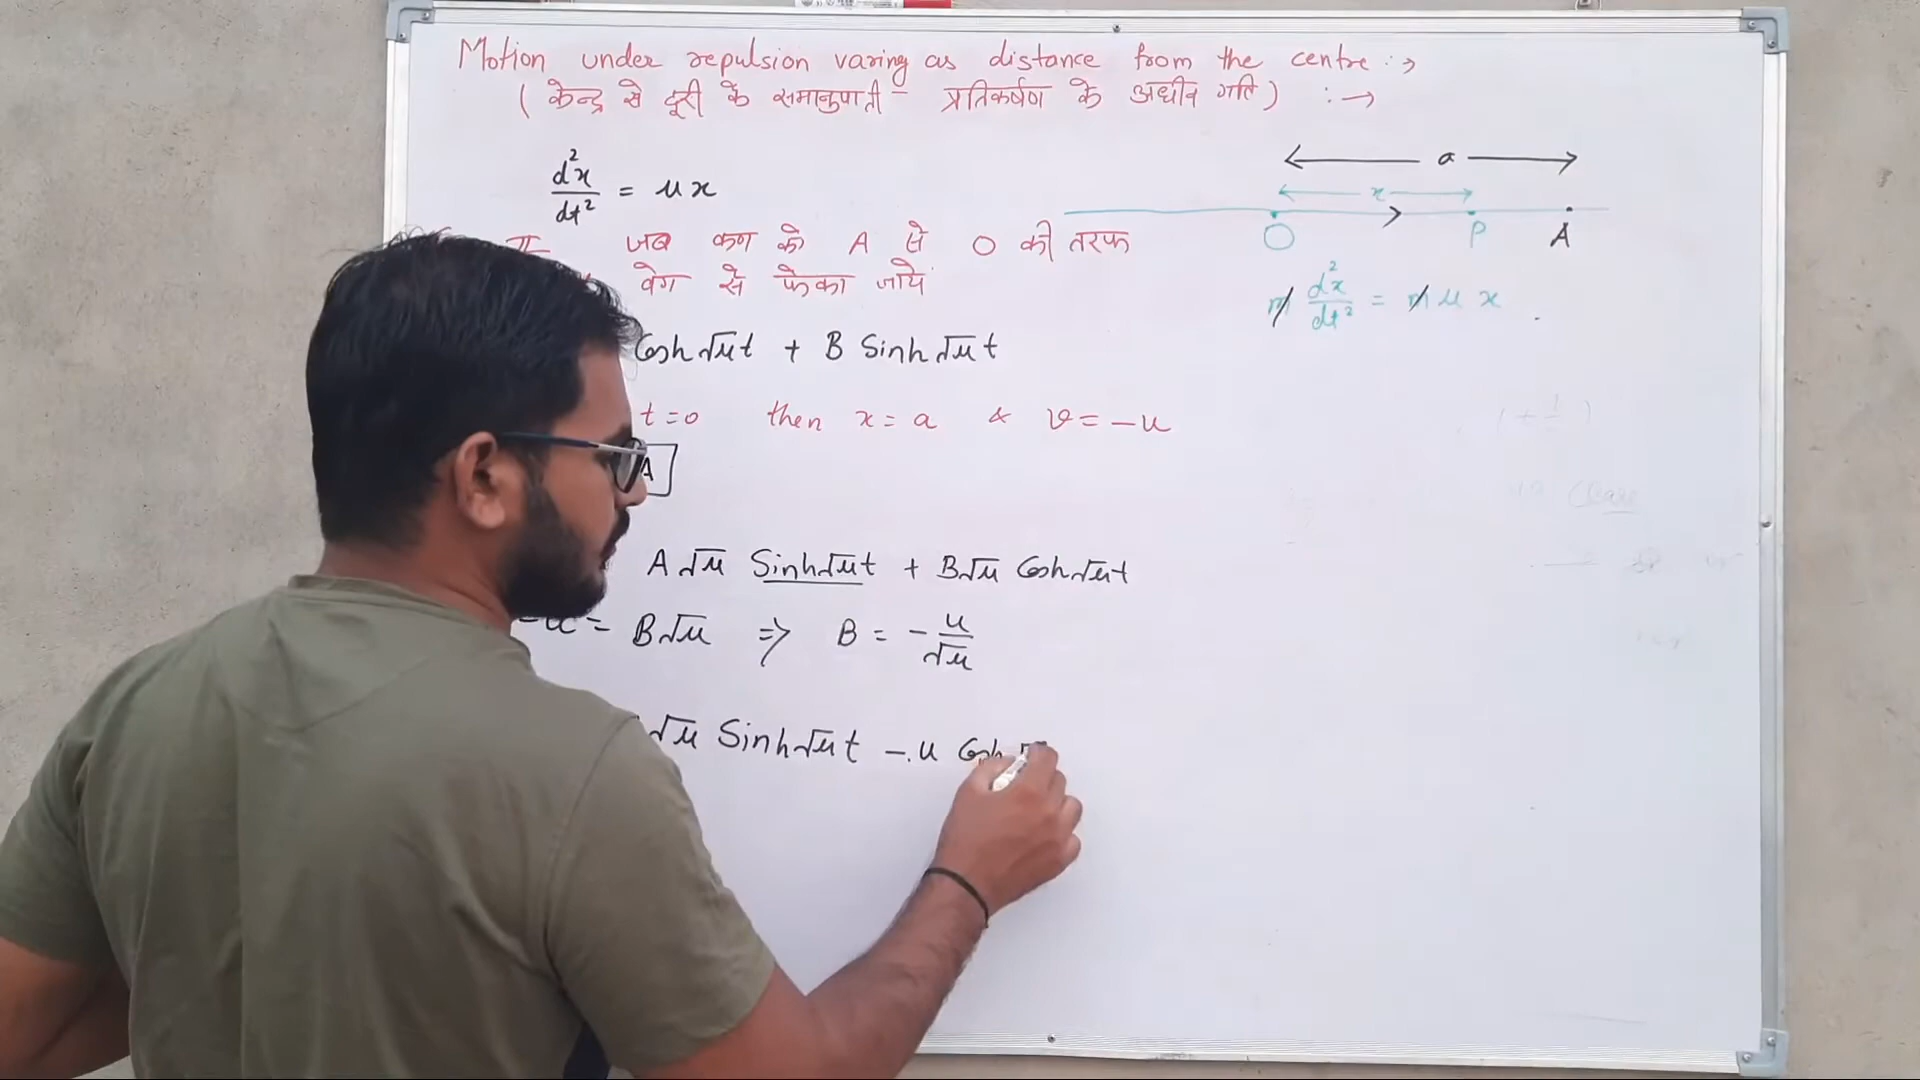 Motion under repulsion varing as distance from the centre :→
( केन्द्र से दूरी के समानुपाती - प्रतिकर्षण के अधीन गति ) :→
a
d²x/dt² = μx
x
O P A
जब कण को A से O की तरफ
वेग से फेका जाये
m d²x/dt² = mμx
Cosh√μt + B Sinh√μt
t=0 then x=a & v=-u
A
A√μ Sinh√μt + B√μ Cosh√μt
-u = B√μ ⇒ B = -u/√μ
√μ Sinh√μt -u Cosh